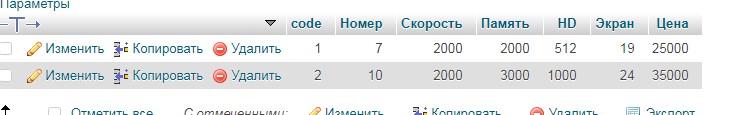 Параметры
code Номер Скорость Память HD Экран Цена
Изменить Копировать Удалить 1 7 2000 2000 512 19 25000
Изменить Копировать Удалить 2 10 2000 3000 1000 24 35000
Отметить все С отмеченными: Изменить Копировать Удалить Экспорт